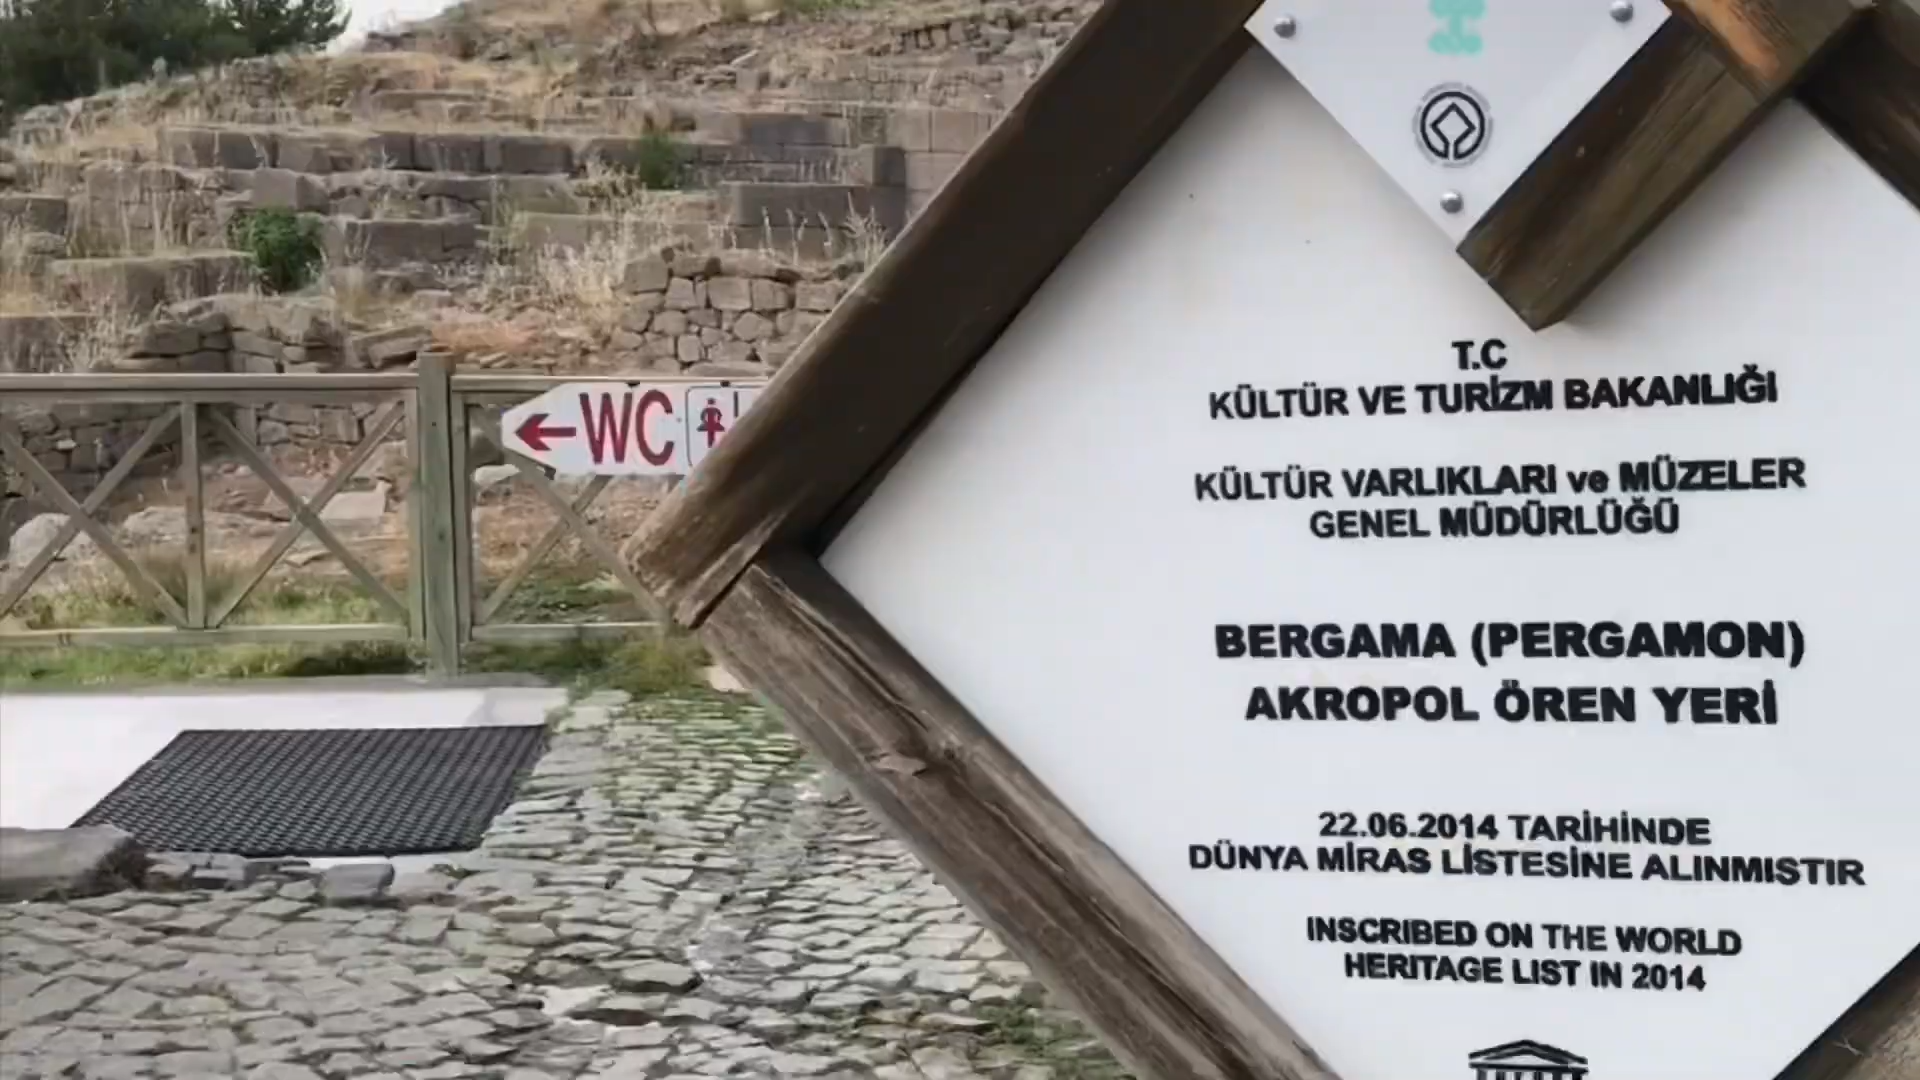 WC
T.C
KÜLTÜR VE TURİZM BAKANLIĞI
KÜLTÜR VARLIKLARI ve MÜZELER
GENEL MÜDÜRLÜĞÜ
BERGAMA (PERGAMON)
AKROPOL ÖREN YERİ
22.06.2014 TARİHİNDE
DÜNYA MİRAS LİSTESİNE ALINMISTIR
INSCRIBED ON THE WORLD
HERITAGE LIST IN 2014